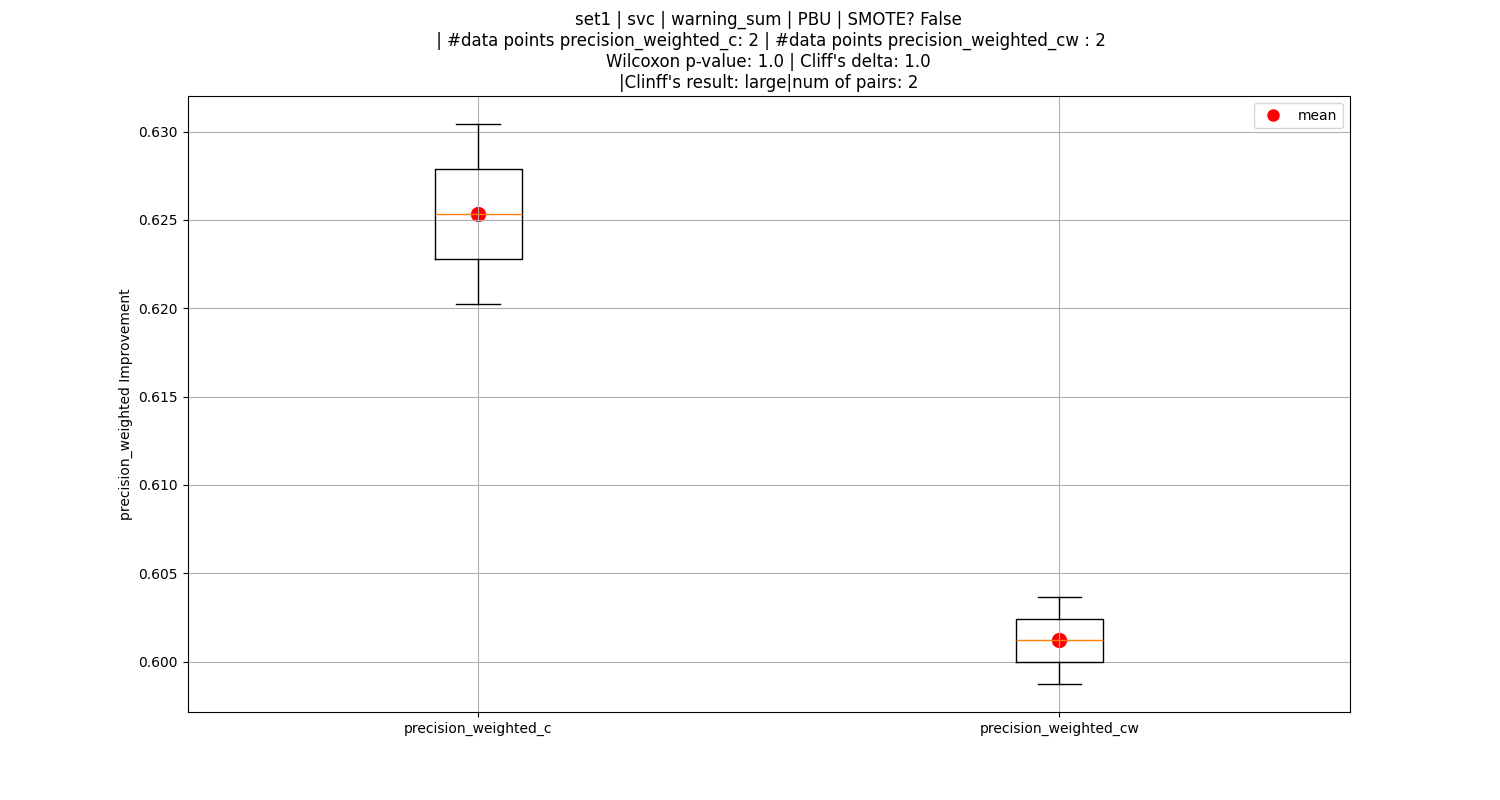 set1 | svc | warning_sum | PBU | SMOTE? False
| #data points precision_weighted_c: 2 | #data points precision_weighted_cw : 2
Wilcoxon p-value: 1.0 | Cliff's delta: 1.0
|Clinff's result: large|num of pairs: 2
mean
0.630
0.625
0.620
0.615
0.610
0.605
0.600
precision_weighted Improvement
precision_weighted_c
precision_weighted_cw